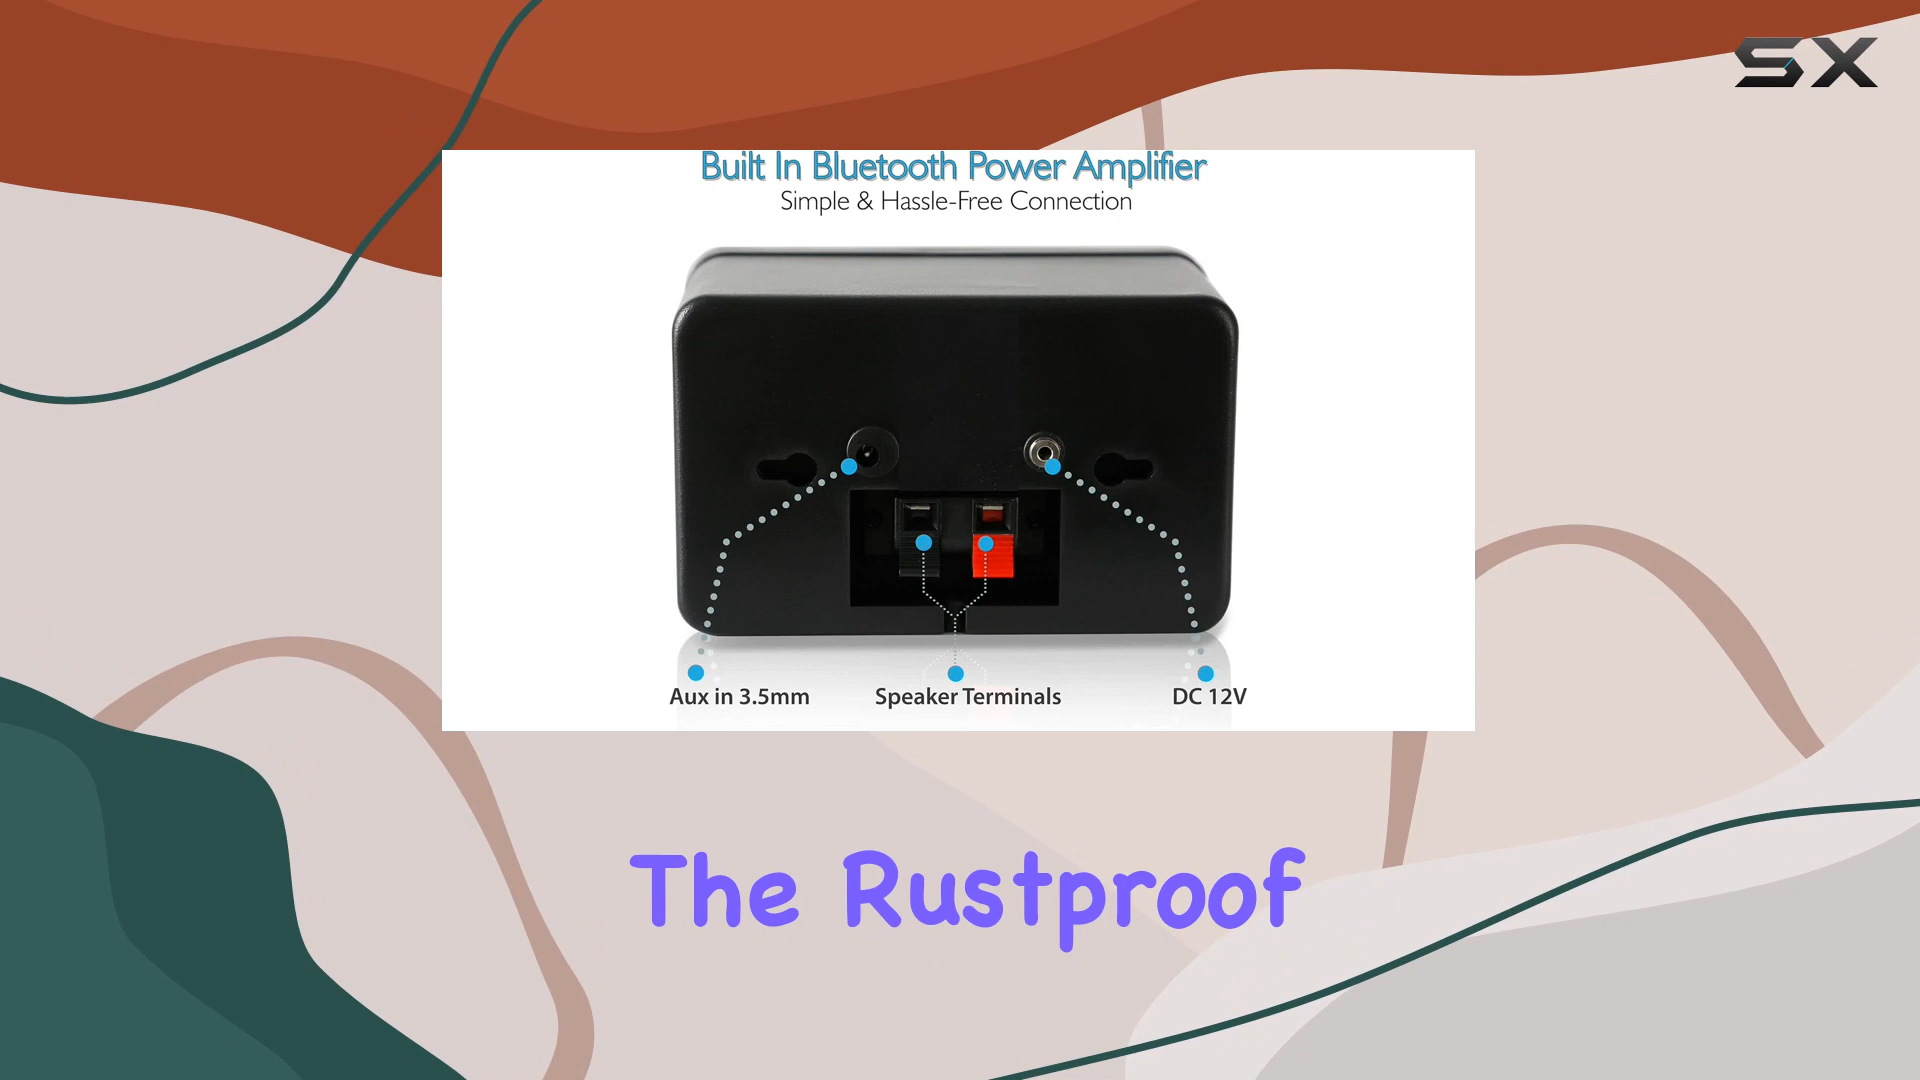 SX
Built In Bluetooth Power Amplifier
Simple & Hassle-Free Connection
Aux in 3.5mm
Speaker Terminals
DC 12V
The Rustproof